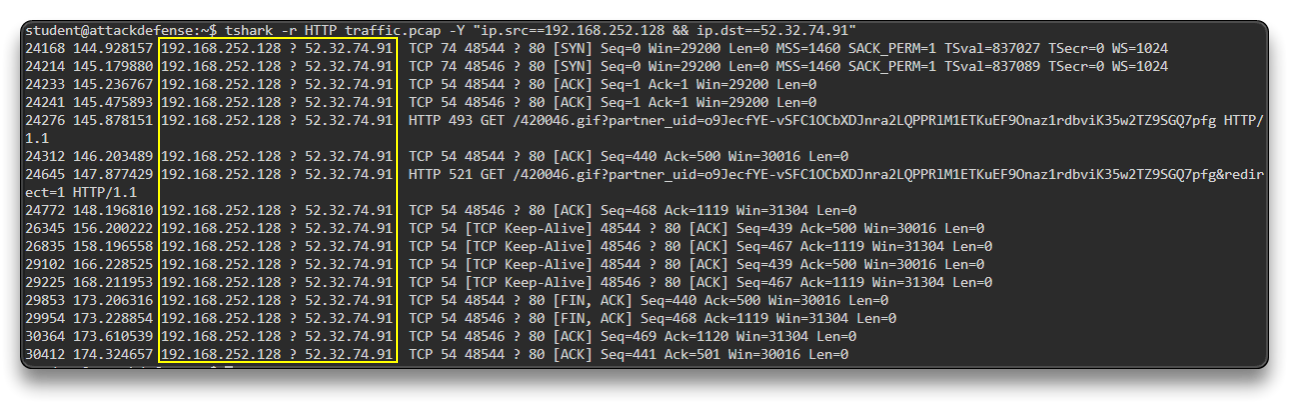 student@attackdefense:~$ tshark -r HTTP_traffic.pcap -Y "ip.src==192.168.252.128 && ip.dst==52.32.74.91"
24168 144.928157 192.168.252.128 ? 52.32.74.91 TCP 74 48544 ? 80 [SYN] Seq=0 Win=29200 Len=0 MSS=1460 SACK_PERM=1 TSval=837027 TSecr=0 WS=1024
24214 145.179880 192.168.252.128 ? 52.32.74.91 TCP 74 48546 ? 80 [SYN] Seq=0 Win=29200 Len=0 MSS=1460 SACK_PERM=1 TSval=837089 TSecr=0 WS=1024
24233 145.236767 192.168.252.128 ? 52.32.74.91 TCP 54 48544 ? 80 [ACK] Seq=1 Ack=1 Win=29200 Len=0
24241 145.475893 192.168.252.128 ? 52.32.74.91 TCP 54 48546 ? 80 [ACK] Seq=1 Ack=1 Win=29200 Len=0
24276 145.878151 192.168.252.128 ? 52.32.74.91 HTTP 493 GET /420046.gif?partner_uid=o9JecfYE-vSFC1OCbXDJnra2LQPPRlM1ETKuEF9Onaz1rdbviK35w2TZ9SGQ7pfg HTTP/
1.1
24312 146.203489 192.168.252.128 ? 52.32.74.91 TCP 54 48544 ? 80 [ACK] Seq=440 Ack=500 Win=30016 Len=0
24645 147.877429 192.168.252.128 ? 52.32.74.91 HTTP 521 GET /420046.gif?partner_uid=o9JecfYE-vSFC1OCbXDJnra2LQPPRlM1ETKuEF9Onaz1rdbviK35w2TZ9SGQ7pfg&redir
ect=1 HTTP/1.1
24772 148.196810 192.168.252.128 ? 52.32.74.91 TCP 54 48546 ? 80 [ACK] Seq=468 Ack=1119 Win=31304 Len=0
26345 156.200222 192.168.252.128 ? 52.32.74.91 TCP 54 [TCP Keep-Alive] 48544 ? 80 [ACK] Seq=439 Ack=500 Win=30016 Len=0
26835 158.196558 192.168.252.128 ? 52.32.74.91 TCP 54 [TCP Keep-Alive] 48546 ? 80 [ACK] Seq=467 Ack=1119 Win=31304 Len=0
29102 166.228525 192.168.252.128 ? 52.32.74.91 TCP 54 [TCP Keep-Alive] 48544 ? 80 [ACK] Seq=439 Ack=500 Win=30016 Len=0
29225 168.211953 192.168.252.128 ? 52.32.74.91 TCP 54 [TCP Keep-Alive] 48546 ? 80 [ACK] Seq=467 Ack=1119 Win=31304 Len=0
29853 173.206316 192.168.252.128 ? 52.32.74.91 TCP 54 48544 ? 80 [FIN, ACK] Seq=440 Ack=500 Win=30016 Len=0
29954 173.228854 192.168.252.128 ? 52.32.74.91 TCP 54 48546 ? 80 [FIN, ACK] Seq=468 Ack=1119 Win=31304 Len=0
30364 173.610539 192.168.252.128 ? 52.32.74.91 TCP 54 48546 ? 80 [ACK] Seq=469 Ack=1120 Win=31304 Len=0
30412 174.324657 192.168.252.128 ? 52.32.74.91 TCP 54 48544 ? 80 [ACK] Seq=441 Ack=501 Win=30016 Len=0